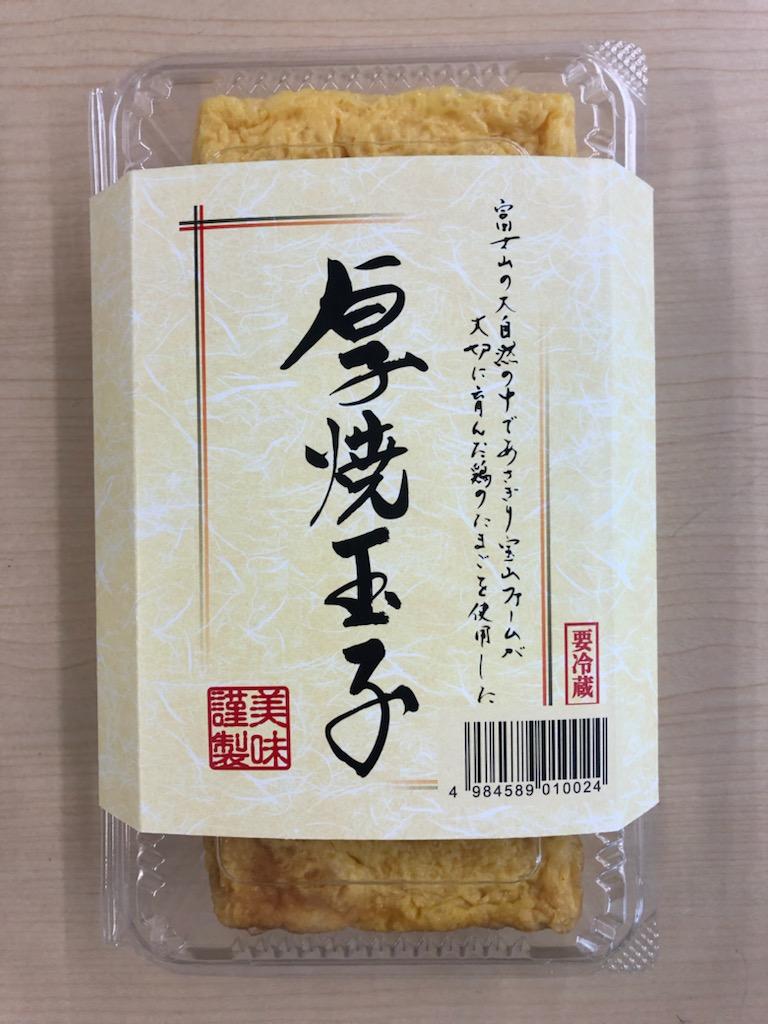 富士山の大自然の中であさぎり宝山ファームが
大切に育んだ鶏のたまごを使用した
厚焼玉子
要冷蔵
美味
謹製
4 984589 010024